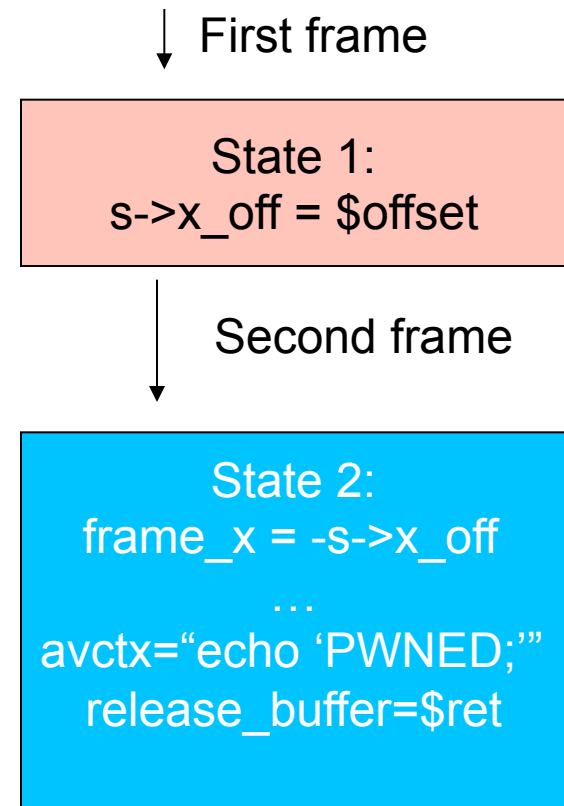 First frame
State 1:
s->x_off = $offset
Second frame
State 2:
frame_x = -s->x_off
…
avctx=“echo ‘PWNED;’”
release_buffer=$ret